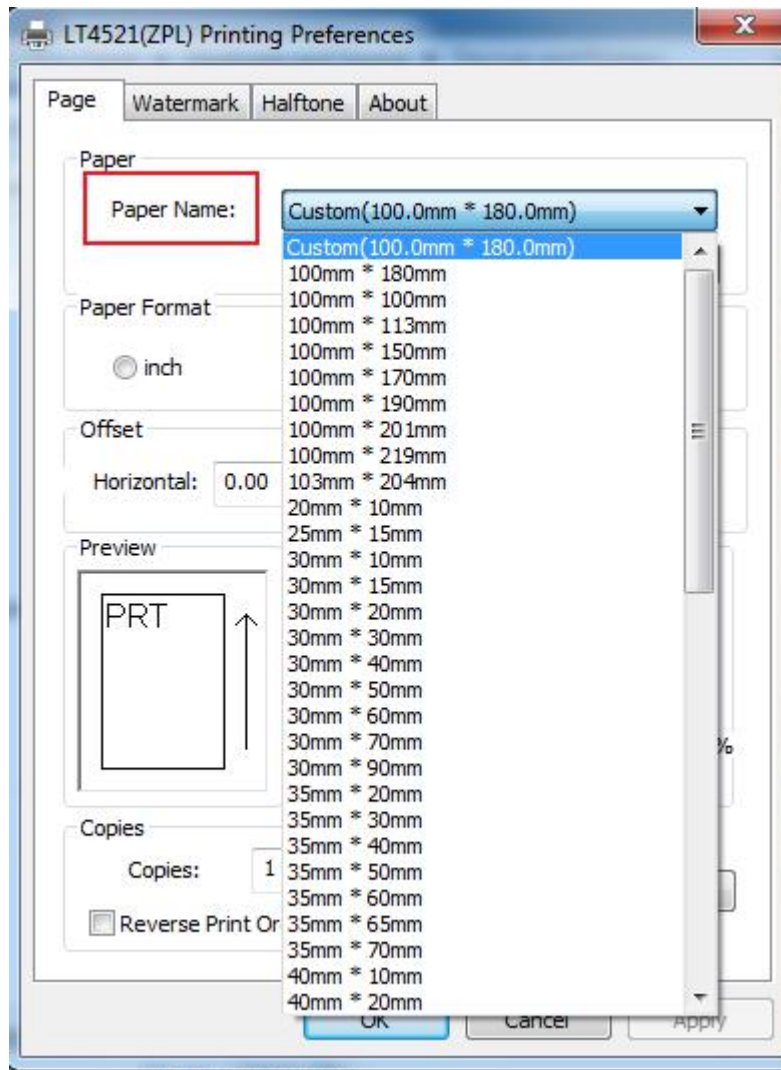 LT4521(ZPL) Printing Preferences
Page Watermark Halftone About
Paper
Paper Name: Custom(100.0mm * 180.0mm)
Custom(100.0mm * 180.0mm)
100mm * 180mm
100mm * 100mm
Paper Format
100mm * 113mm
100mm * 150mm
inch
100mm * 170mm
100mm * 190mm
Offset
100mm * 201mm
100mm * 219mm
Horizontal: 0.00
103mm * 204mm
20mm * 10mm
25mm * 15mm
Preview
30mm * 10mm
30mm * 15mm
PRT
30mm * 20mm
30mm * 30mm
30mm * 40mm
30mm * 50mm
30mm * 60mm
30mm * 70mm
%
30mm * 90mm
35mm * 20mm
Copies
35mm * 30mm
35mm * 40mm
Copies: 1
35mm * 50mm
35mm * 60mm
Reverse Print Or
35mm * 65mm
35mm * 70mm
40mm * 10mm
40mm * 20mm
OK Cancel Apply